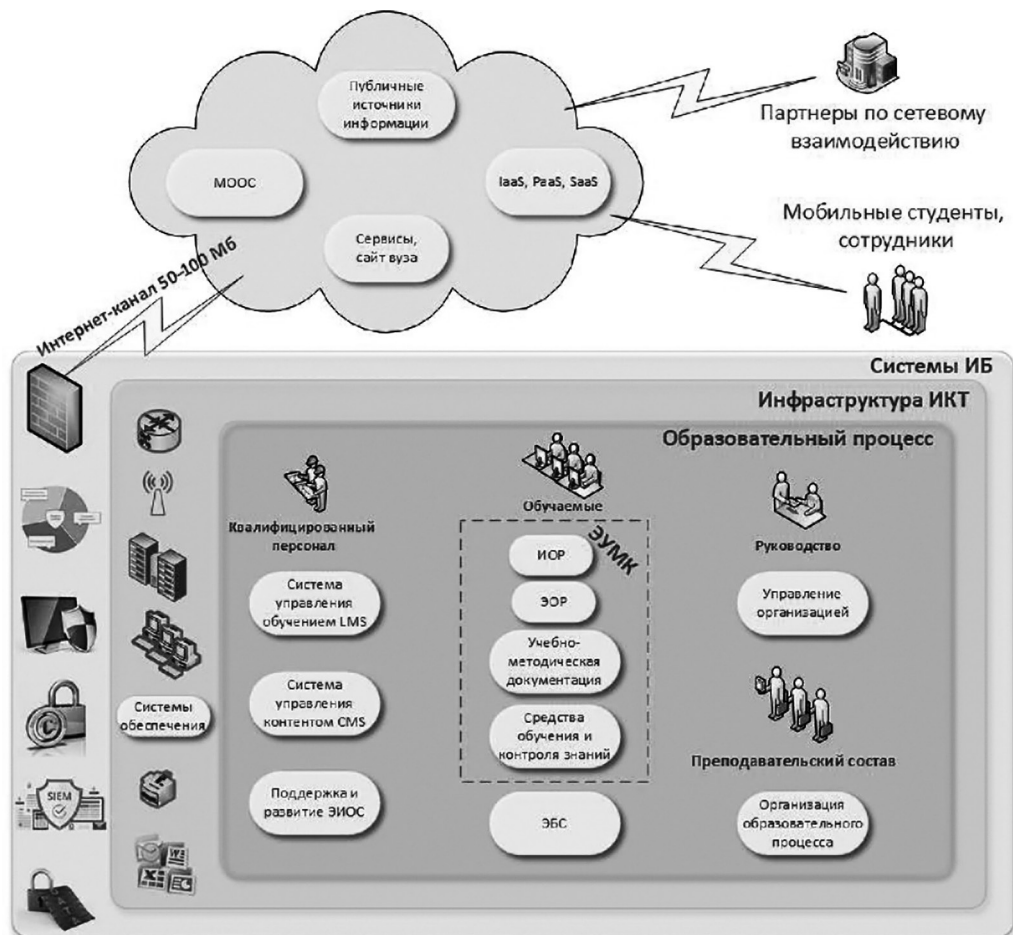 Публичные
источники
информации
MOOC
IaaS, PaaS, SaaS
Сервисы,
сайт вуза
Партнеры по сетевому
взаимодействию
Мобильные студенты,
сотрудники
Интернет-канал 50-100 Мб
Системы ИБ
Инфраструктура ИКТ
Образовательный процесс
Квалифицированный
персонал
Система
управления
обучением LMS
Система
управления
контентом CMS
Поддержка и
развитие ЭИОС
Обучаемые
ЭУМК
ИОР
ЭОР
Учебно-
методическая
документация
Средства
обучения и
контроля знаний
ЭБС
Руководство
Управление
организацией
Преподавательский состав
Организация
образовательного
процесса
Системы
обеспечения
SIEM
DATA